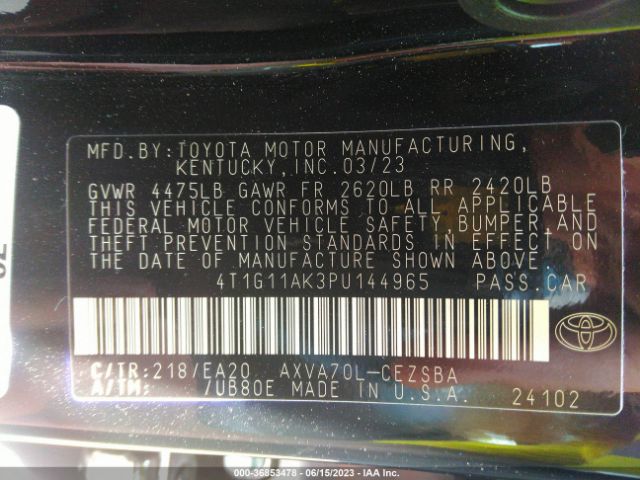 MFD.BY:TOYOTA MOTOR MANUFACTURING,
KENTUCKY,INC.03/23
GVWR 4475LB GAWR FR 2620LB RR 2420LB
THIS VEHICLE CONFORMS TO ALL APPLICABLE
FEDERAL MOTOR VEHICLE SAFETY,BUMPER,AND
THEFT PREVENTION STANDARDS IN EFFECT ON
THE DATE OF MANUFACTURE SHOWN ABOVE.
4T1G11AK3PU144965 PASS.CAR
C/TR:218/EA20 AXVA70L-CEZSBA
A/TM: /UB80E MADE IN U.S.A. 24102
000-36853478 - 06/15/2023 - IAA Inc.